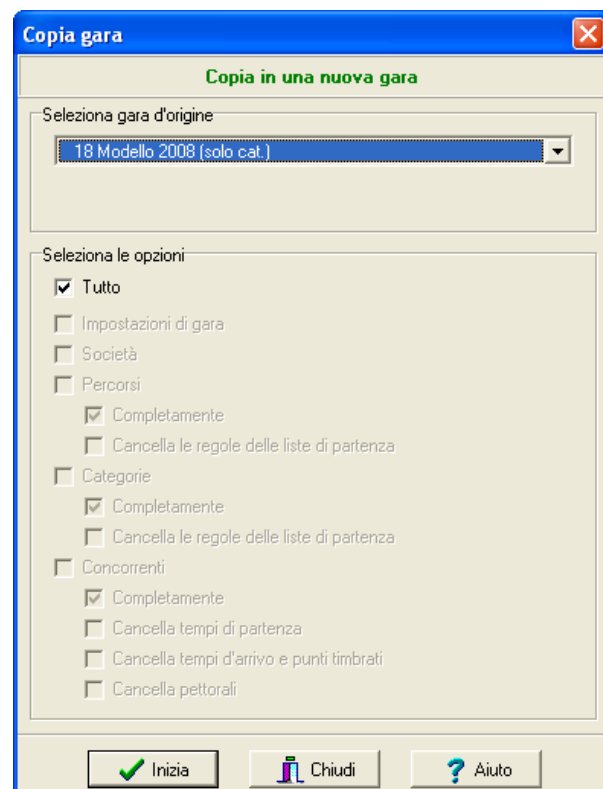 Copia gara
Copia in una nuova gara
Seleziona gara d'origine
18 Modello 2008 (solo cat.)
Seleziona le opzioni
Tutto
Impostazioni di gara
Società
Percorsi
Completamente
Cancella le regole delle liste di partenza
Categorie
Completamente
Cancella le regole delle liste di partenza
Concorrenti
Completamente
Cancella tempi di partenza
Cancella tempi d'arrivo e punti timbrati
Cancella pettorali
Inizia Chiudi Aiuto